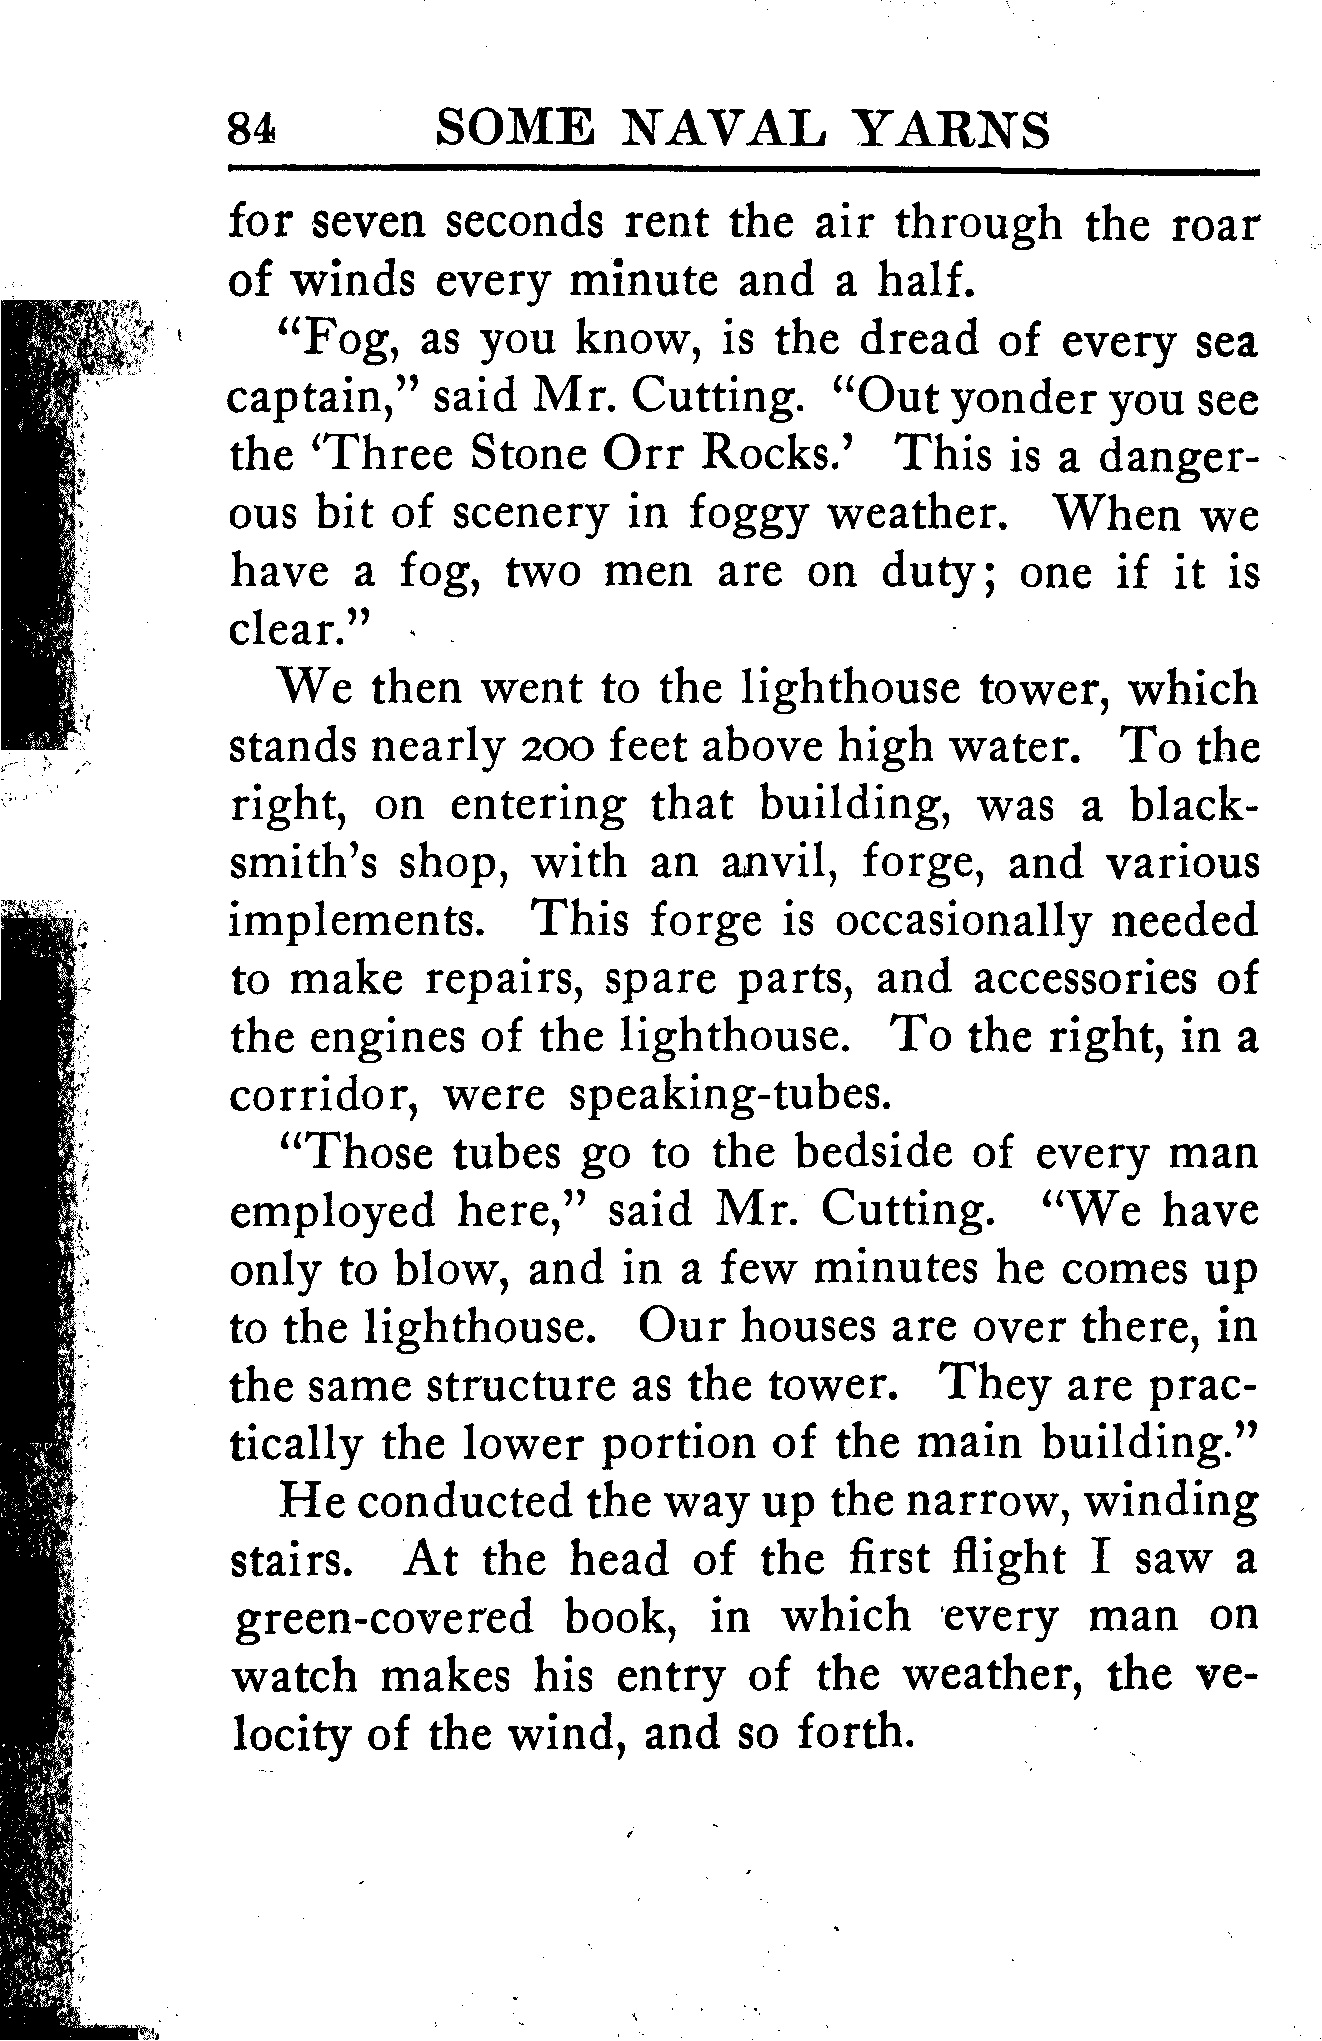 84 SOME NAVAL YARNS
for seven seconds rent the air through the roar
of winds every minute and a half.
“Fog, as you know, is the dread of every sea
captain,” said Mr. Cutting. “Out yonder you see
the ‘Three Stone Orr Rocks.’ This is a danger-
ous bit of scenery in foggy weather. When we
have a fog, two men are on duty; one if it is
clear.”
We then went to the lighthouse tower, which
stands nearly 200 feet above high water. To the
right, on entering that building, was a black-
smith’s shop, with an anvil, forge, and various
implements. This forge is occasionally needed
to make repairs, spare parts, and accessories of
the engines of the lighthouse. To the right, in a
corridor, were speaking-tubes.
“Those tubes go to the bedside of every man
employed here,” said Mr. Cutting. “We have
only to blow, and in a few minutes he comes up
to the lighthouse. Our houses are over there, in
the same structure as the tower. They are prac-
tically the lower portion of the main building.”
He conducted the way up the narrow, winding
stairs. At the head of the first flight I saw a
green-covered book, in which every man on
watch makes his entry of the weather, the ve-
locity of the wind, and so forth.